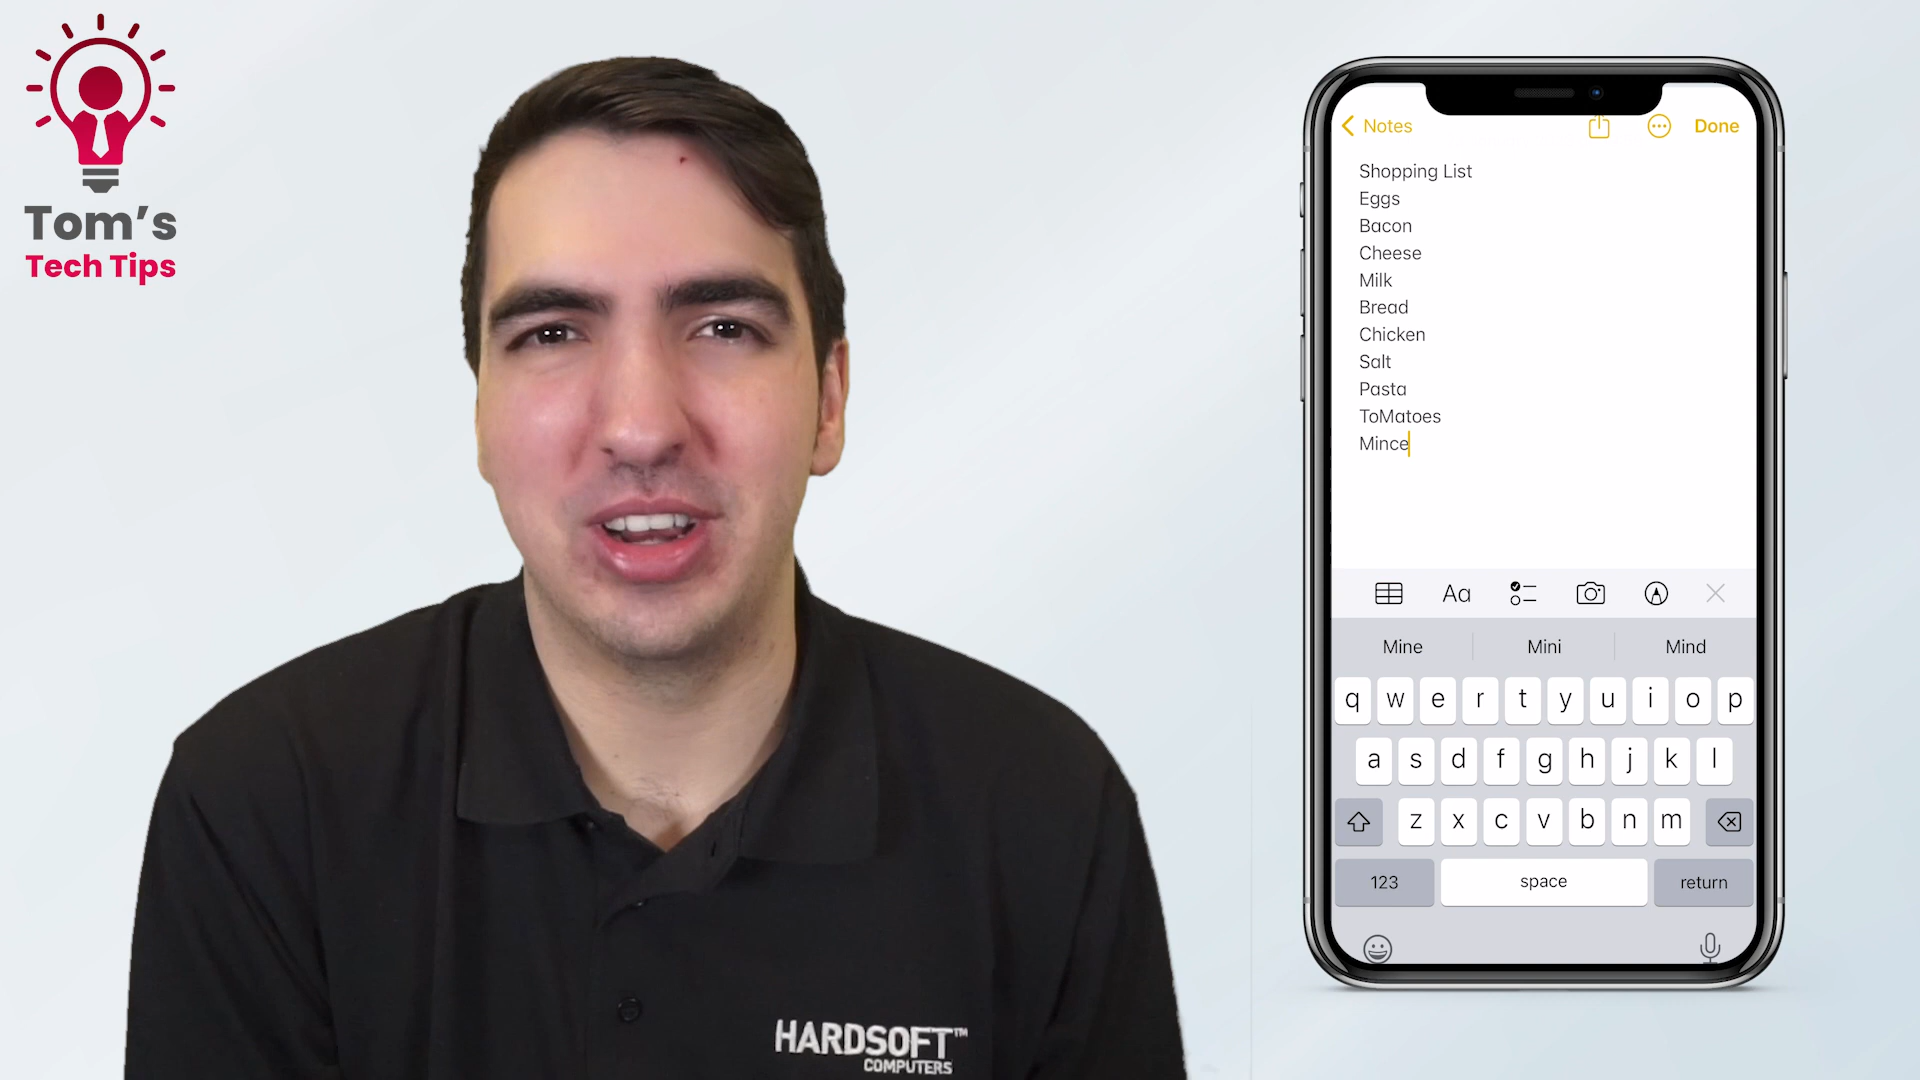 Tom's
Tech Tips
HARDSOFT™
COMPUTERS
Notes
Done
Shopping List
Eggs
Bacon
Cheese
Milk
Bread
Chicken
Salt
Pasta
ToMatoes
Mince
Aa
Mine Mini Mind
q w e r t y u i o p
a s d f g h j k l
z x c v b n m
123 space return